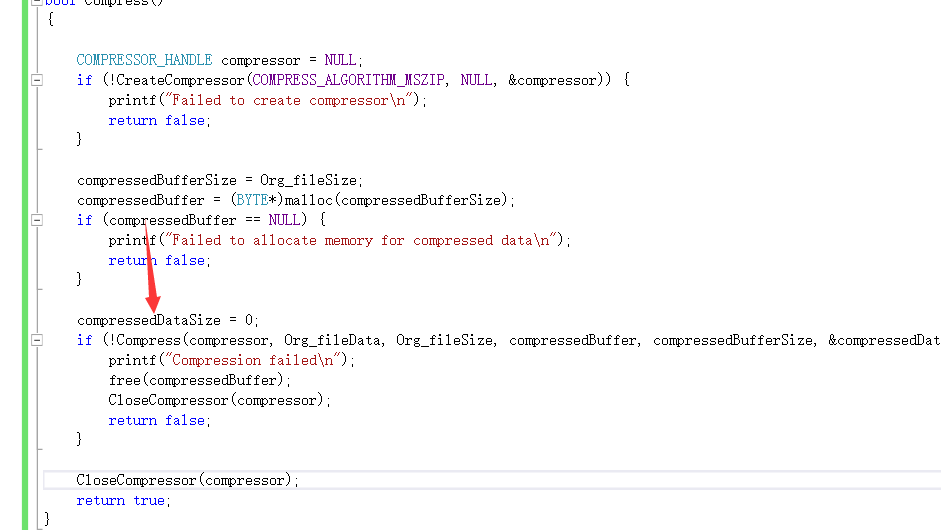 bool Compress()
{
COMPRESSOR_HANDLE compressor = NULL;
if (!CreateCompressor(COMPRESS_ALGORITHM_MSZIP, NULL, &compressor)) {
printf("Failed to create compressor\n");
return false;
}
compressedBufferSize = Org_fileSize;
compressedBuffer = (BYTE*)malloc(compressedBufferSize);
if (compressedBuffer == NULL) {
printf("Failed to allocate memory for compressed data\n");
return false;
}
compressedDataSize = 0;
if (!Compress(compressor, Org_fileData, Org_fileSize, compressedBuffer, compressedBufferSize, &compressedDat
printf("Compression failed\n");
free(compressedBuffer);
CloseCompressor(compressor);
return false;
}
CloseCompressor(compressor);
return true;
}